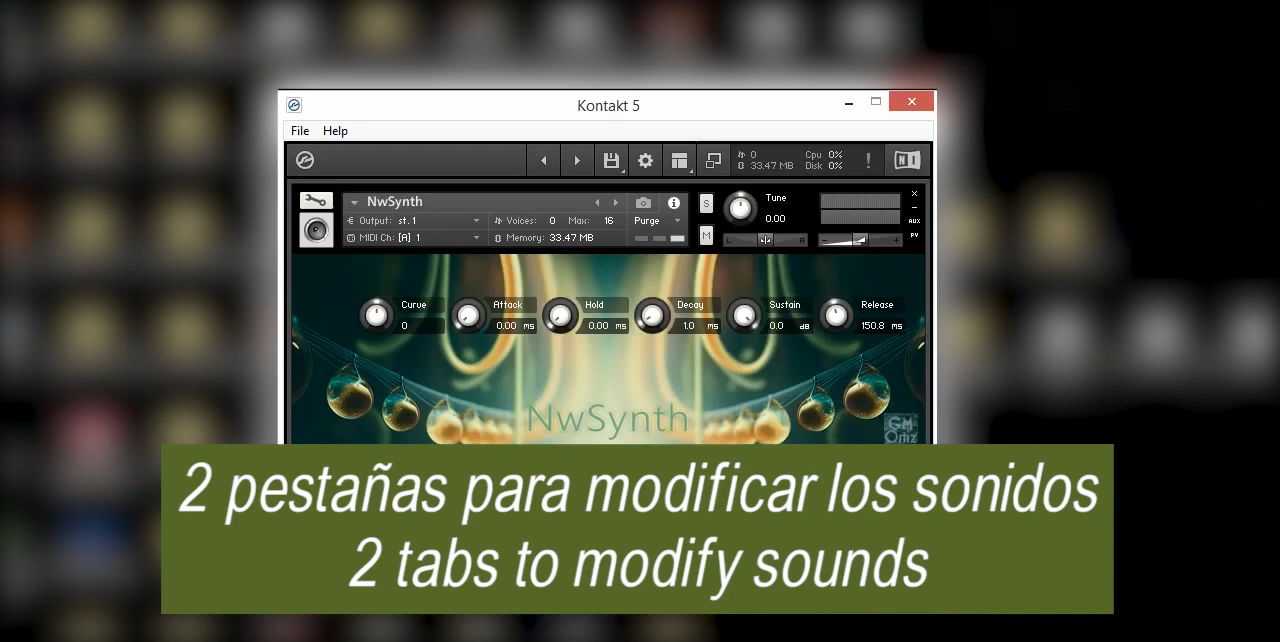 Kontakt 5
File Help
0 Cpu 0%
33.47 MB Disk 0%
! NI
NwSynth
S Tune
Output: st. 1 Voices: 0 Max: 16 Purge 0.00
AUX
MIDI Ch: [A] 1 Memory: 33.47 MB M L R - + PV
Curve Attack Hold Decay Sustain Release
0 0.00 ms 0.00 ms 1.0 ms 0.0 dB 150.8 ms
NwSynth
GM
Ortiz
2 pestañas para modificar los sonidos
2 tabs to modify sounds